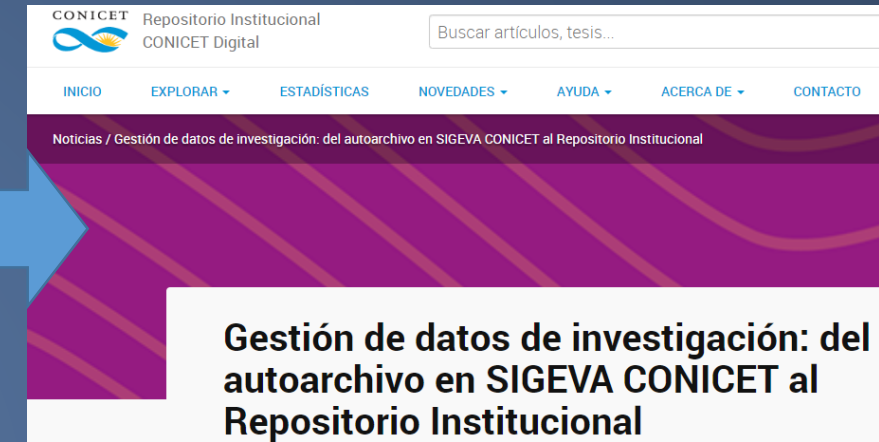 CONICET
Repositorio Institucional
CONICET Digital
Buscar artículos, tesis...
INICIO EXPLORAR ESTADÍSTICAS NOVEDADES AYUDA ACERCA DE CONTACTO
Noticias / Gestión de datos de investigación: del autoarchivo en SIGEVA CONICET al Repositorio Institucional
Gestión de datos de investigación: del
autoarchivo en SIGEVA CONICET al
Repositorio Institucional